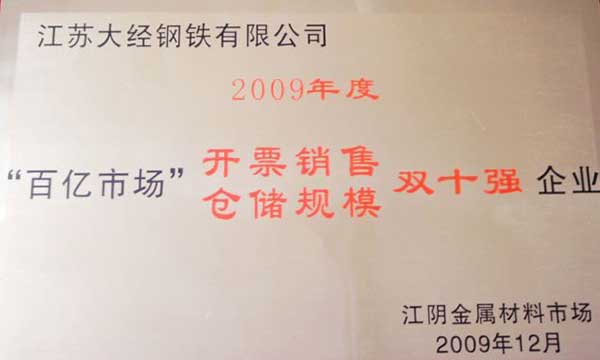 江苏大经钢铁有限公司
2009年度
“百亿市场” 开票销售 双十强 企业
仓储规模
江阴金属材料市场
2009年12月